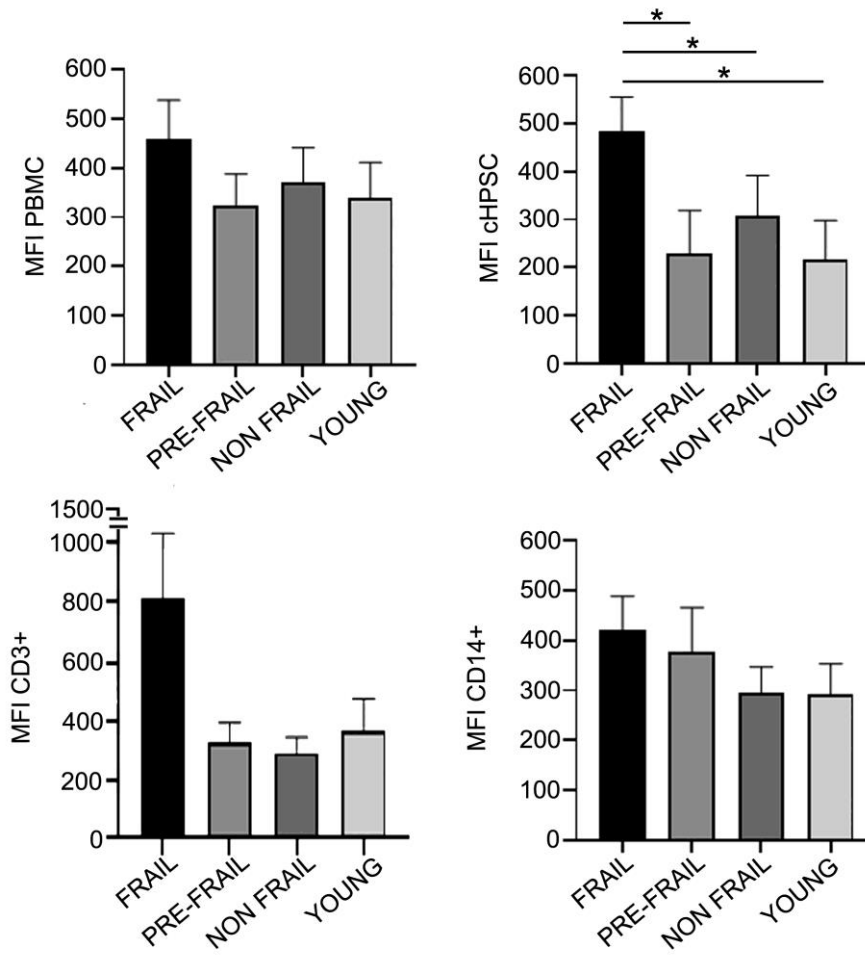 600
500
400
300
200
100
0
MFI PBMC
FRAIL
PRE-FRAIL
NON FRAIL
YOUNG
*
*
*
600
500
400
300
200
100
0
MFI cHPSC
FRAIL
PRE-FRAIL
NON FRAIL
YOUNG
1500
1000
800
600
400
200
0
MFI CD3+
FRAIL
PRE-FRAIL
NON FRAIL
YOUNG
600
500
400
300
200
100
0
MFI CD14+
FRAIL
PRE-FRAIL
NON FRAIL
YOUNG